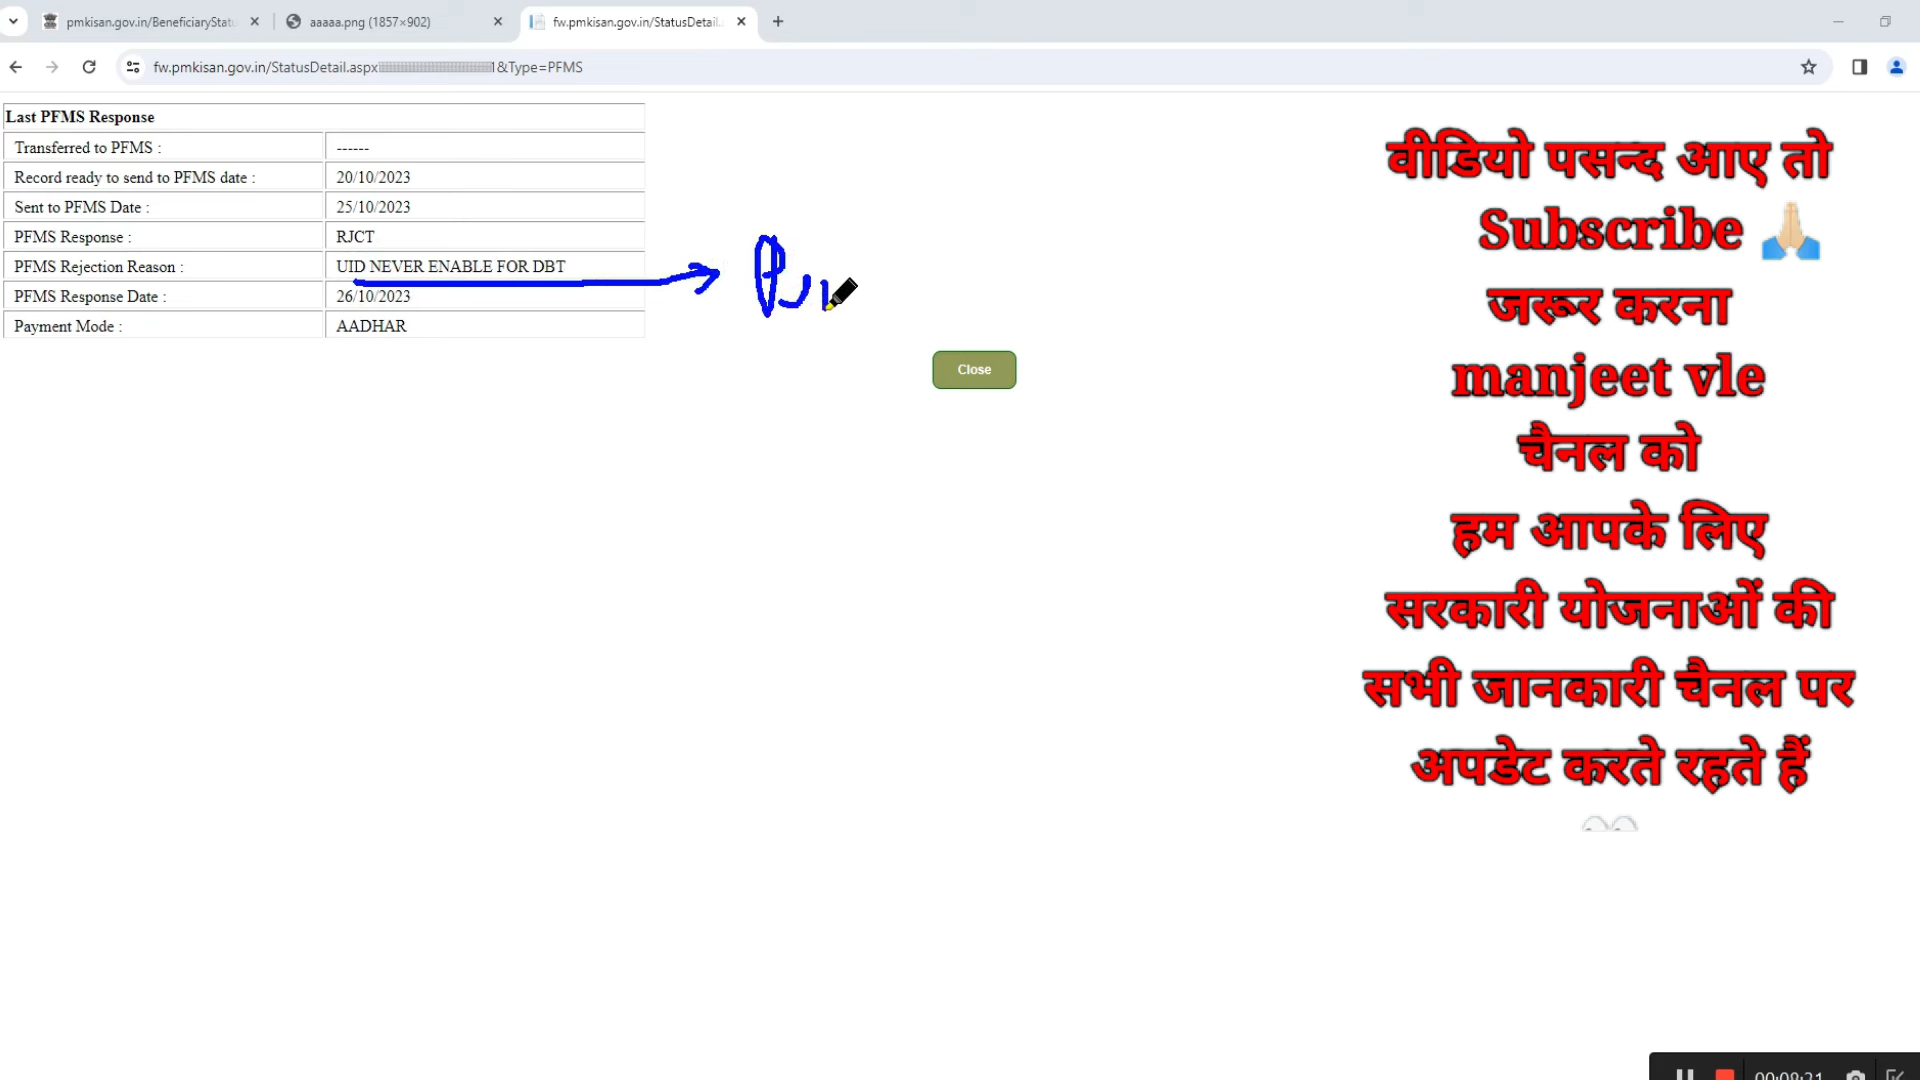 pmkisan.gov.in/BeneficiaryStatu
aaaaa.png (1857×902)
fw.pmkisan.gov.in/StatusDetail.
fw.pmkisan.gov.in/StatusDetail.aspx
1&Type=PFMS
Last PFMS Response
Transferred to PFMS : ------
Record ready to send to PFMS date : 20/10/2023
Sent to PFMS Date : 25/10/2023
PFMS Response : RJCT
PFMS Rejection Reason : UID NEVER ENABLE FOR DBT
PFMS Response Date : 26/10/2023
Payment Mode : AADHAR
Close
वीडियो पसन्द आए तो
Subscribe 🙏🏻
जरूर करना
manjeet vle
चैनल को
हम आपके लिए
सरकारी योजनाओं की
सभी जानकारी चैनल पर
अपडेट करते रहते हैं
00:08:21